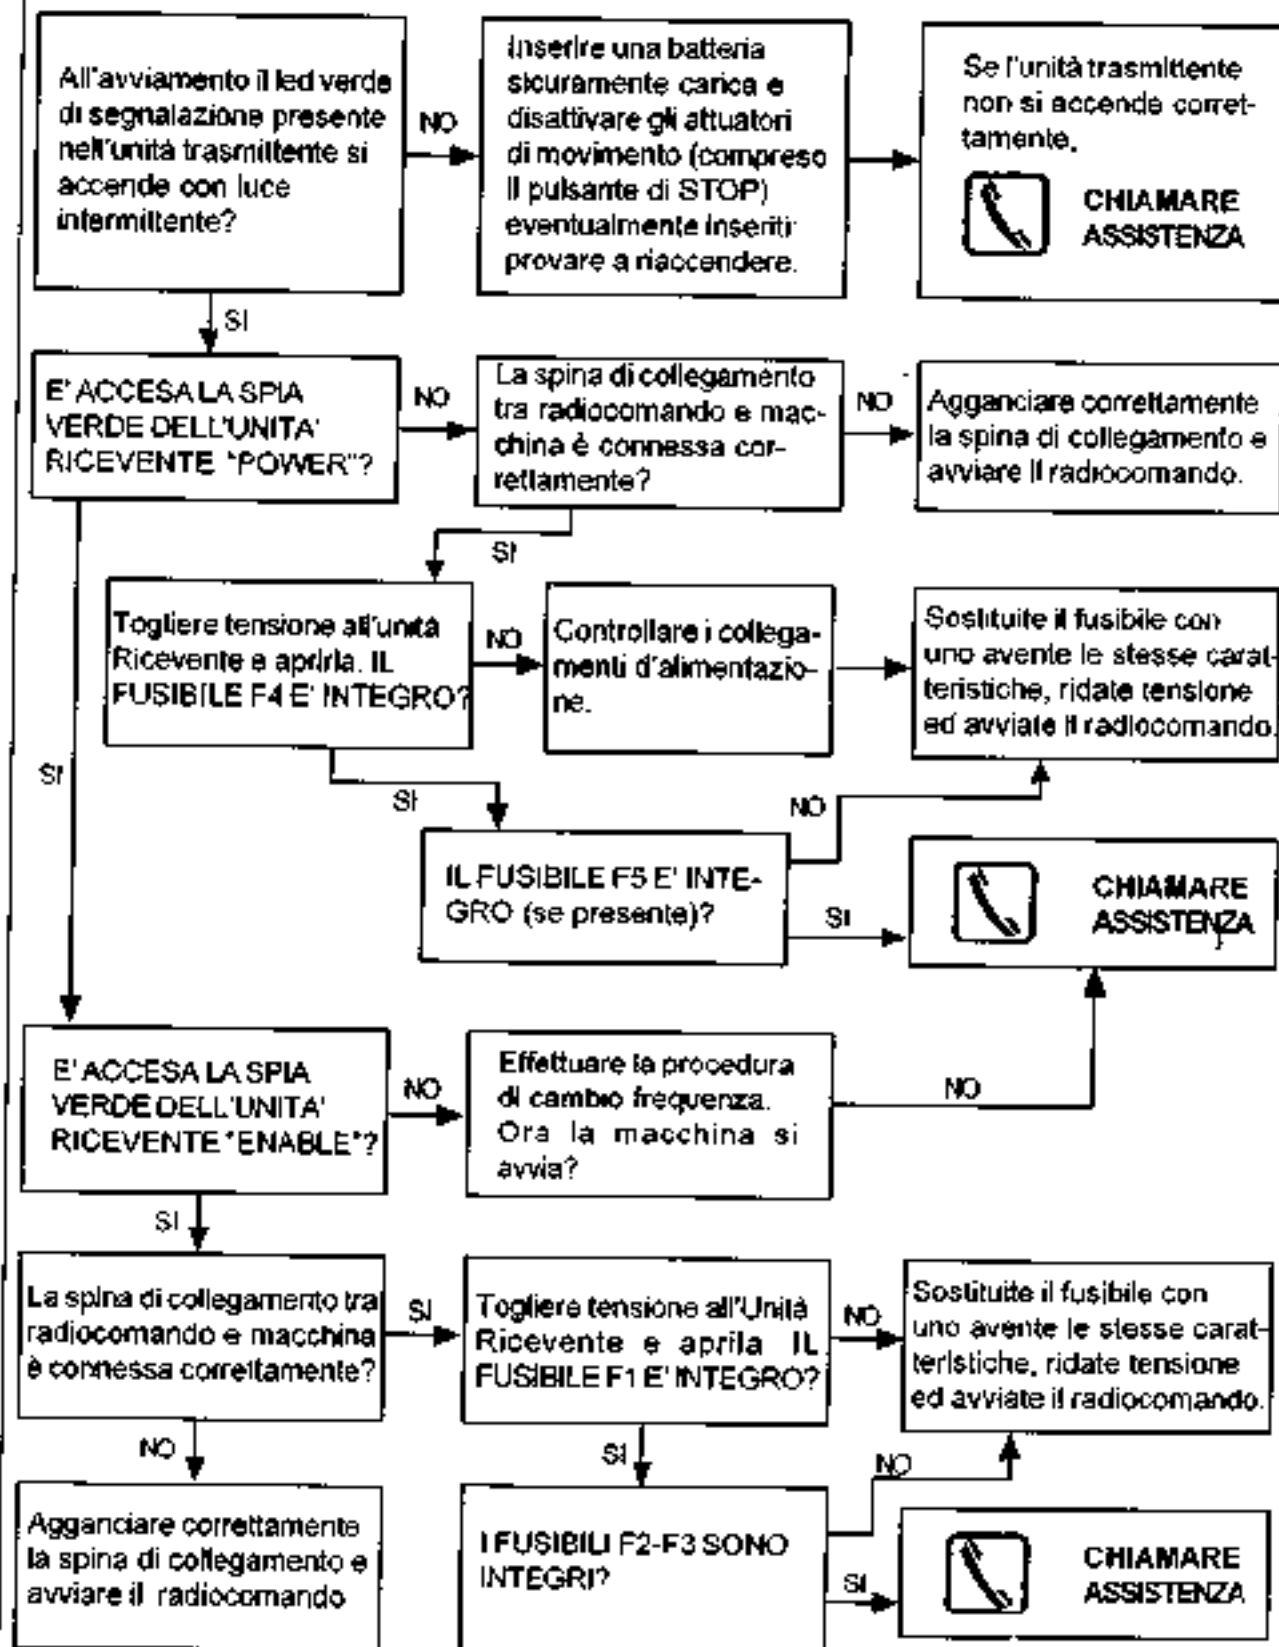 All'avviamento il led verde
di segnalazione presente
nell'unità trasmittente si
accende con luce
intermittente?
NO
Inserire una batteria
sicuramente carica e
disattivare gli attuatori
di movimento (compreso
il pulsante di STOP)
eventualmente inseriti
provare a riaccendere.
Se l'unità trasmittente
non si accende corret-
tamente.
CHIAMARE
ASSISTENZA
SI
E' ACCESA LA SPIA
VERDE DELL'UNITA'
RICEVENTE "POWER"?
NO
La spina di collegamento
tra radiocomando e mac-
china è connessa cor-
rettamente?
NO
Agganciare correttamente
la spina di collegamento e
avviare il radiocomando.
SI
Togliere tensione all'unità
Ricevente e aprirla. IL
FUSIBILE F4 E' INTEGRO?
NO
Controllare i collega-
menti d'alimentazio-
ne.
Sostituite il fusibile con
uno avente le stesse carat-
teristiche, ridate tensione
ed avviate il radiocomando.
SI
SI
NO
IL FUSIBILE F5 E' INTE-
GRO (se presente)?
SI
CHIAMARE
ASSISTENZA
E' ACCESA LA SPIA
VERDE DELL'UNITA'
RICEVENTE "ENABLE"?
NO
Effettuare la procedura
di cambio frequenza.
Ora la macchina si
avvia?
NO
SI
La spina di collegamento tra
radiocomando e macchina
è connessa correttamente?
SI
Togliere tensione all'Unità
Ricevente e aprila IL
FUSIBILE F1 E' INTEGRO?
NO
Sostituite il fusibile con
uno avente le stesse carat-
teristiche, ridate tensione
ed avviate il radiocomando.
NO
SI
NO
Agganciare correttamente
la spina di collegamento e
avviare il radiocomando
I FUSIBILI F2-F3 SONO
INTEGRI?
SI
CHIAMARE
ASSISTENZA